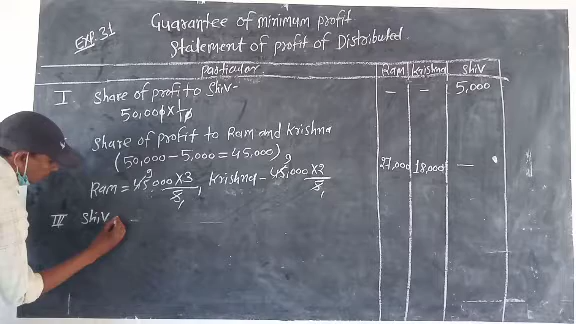 Exp. 31
Guarantee of minimum profit
Statement of profit of Distributed.
Particular. Ram Krishna Shiv
I Share of profit to Shiv- — — 5,000
50,000 × 1/10
Share of profit to Ram and Krishna
(50,000 - 5,000 = 45,000) 27,000 18,000 —
Ram = 45,000 × 3/5, Krishna - 45,000 × 2/5
II Shiv